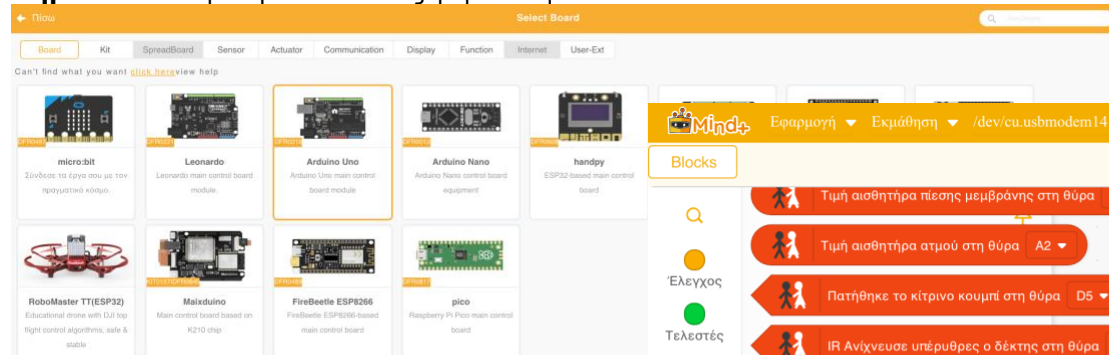 Πίσω
Select Board
Board Kit SpreadBoard Sensor Actuator Communication Display Function Internet User-Ext
Can't find what you want click here view help
micro:bit
Σύνδεσε τα έργα σου με τον
πραγματικό κόσμο.
Leonardo
Leonardo main control board
module.
Arduino Uno
Arduino Uno main control
board module
Arduino Nano
Arduino Nano control board
equipment
handpy
ESP32-based main control
board
RoboMaster TT(ESP32)
Educational drone with DJI top
flight control algorithms, safe &
stable
Maixduino
Main control board based on
K210 chip
FireBeetle ESP8266
FireBeetle ESP8266-based
main control board
pico
Raspberry Pi Pico main control
board
Mind+ Εφαρμογή Εκμάθηση /dev/cu.usbmodem14
Blocks
Τιμή αισθητήρα πίεσης μεμβράνης στη θύρα
Τιμή αισθητήρα ατμού στη θύρα A2
Έλεγχος
Πατήθηκε το κίτρινο κουμπί στη θύρα D5
Τελεστές
IR Ανίχνευσε υπέρυθρες ο δέκτης στη θύρα